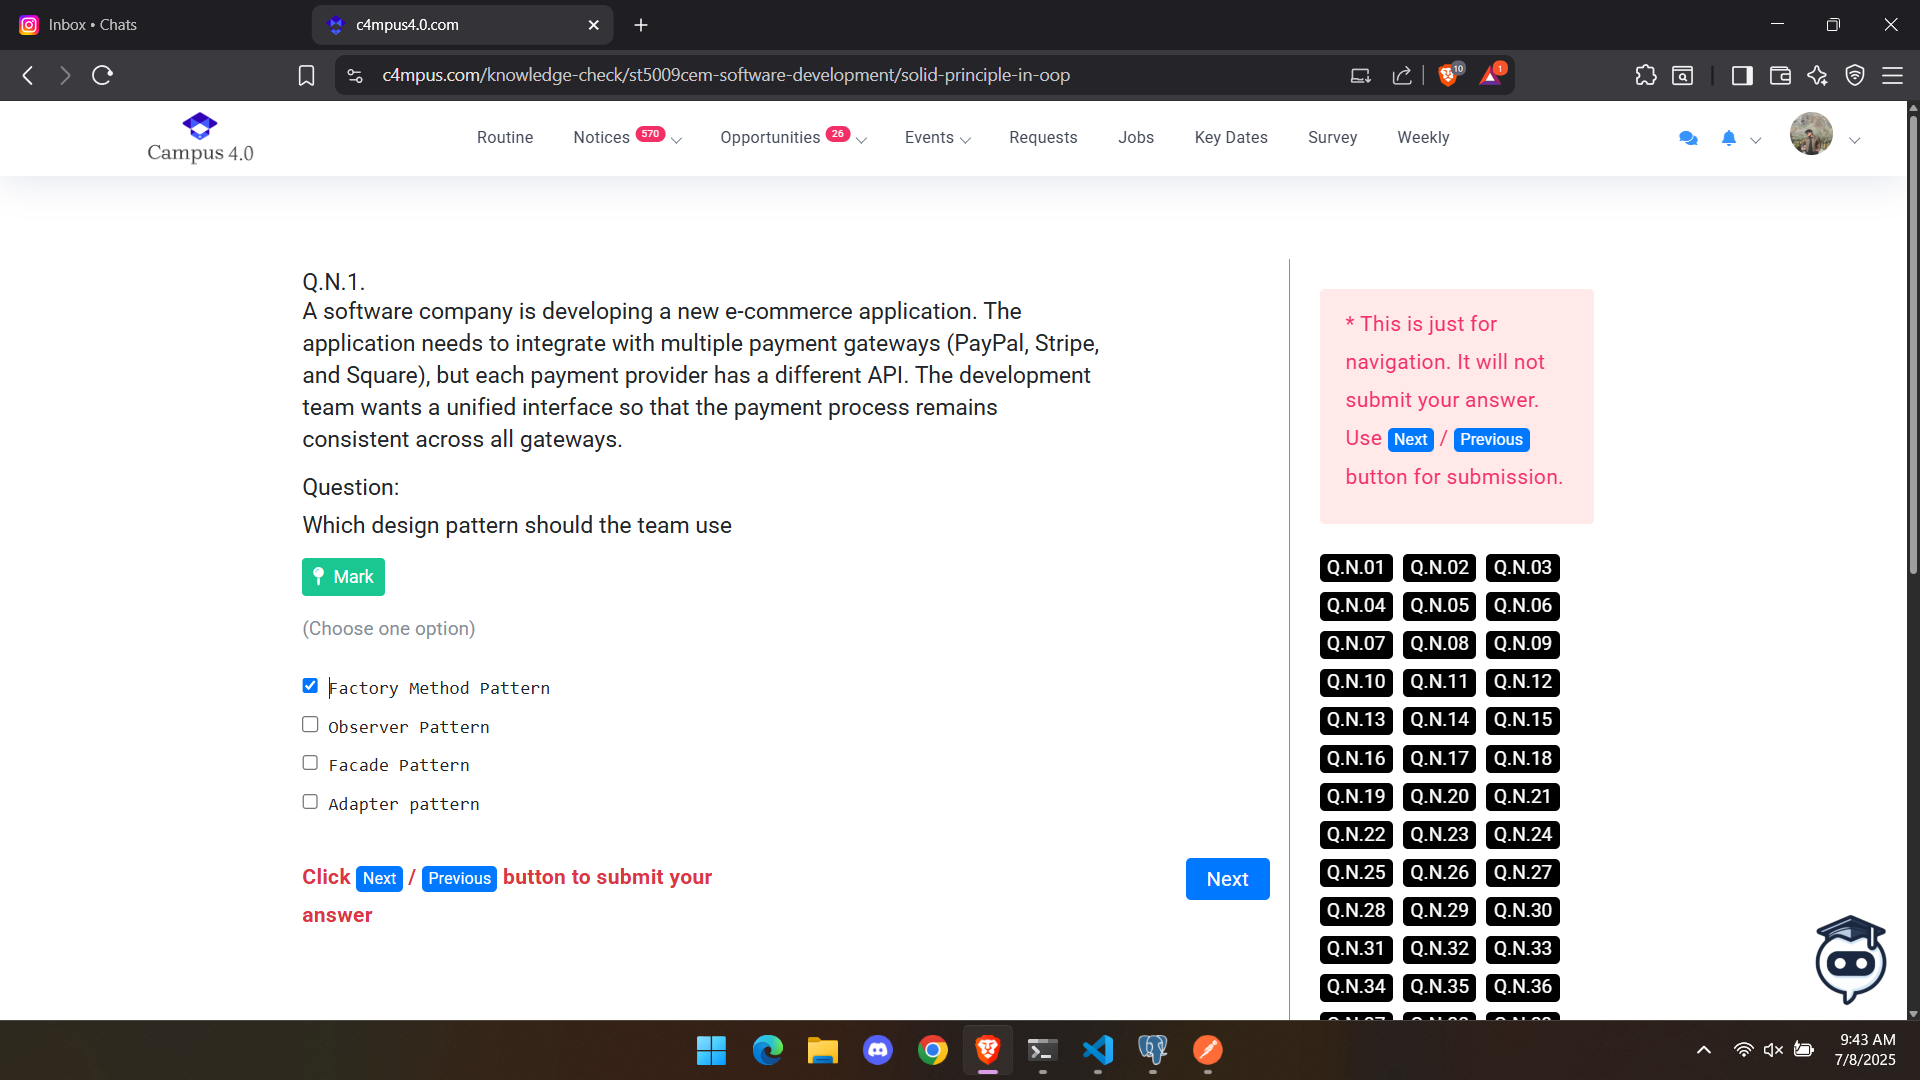 Inbox • Chats
c4mpus4.0.com
c4mpus.com/knowledge-check/st5009cem-software-development/solid-principle-in-oop
10
1
Campus 4.0
Routine
Notices 570
Opportunities 26
Events
Requests
Jobs
Key Dates
Survey
Weekly
Q.N.1.
A software company is developing a new e-commerce application. The
application needs to integrate with multiple payment gateways (PayPal, Stripe,
and Square), but each payment provider has a different API. The development
team wants a unified interface so that the payment process remains
consistent across all gateways.
Question:
Which design pattern should the team use
Mark
(Choose one option)
Factory Method Pattern
Observer Pattern
Facade Pattern
Adapter pattern
Click Next / Previous button to submit your
answer
Next
* This is just for
navigation. It will not
submit your answer.
Use Next / Previous
button for submission.
Q.N.01 Q.N.02 Q.N.03
Q.N.04 Q.N.05 Q.N.06
Q.N.07 Q.N.08 Q.N.09
Q.N.10 Q.N.11 Q.N.12
Q.N.13 Q.N.14 Q.N.15
Q.N.16 Q.N.17 Q.N.18
Q.N.19 Q.N.20 Q.N.21
Q.N.22 Q.N.23 Q.N.24
Q.N.25 Q.N.26 Q.N.27
Q.N.28 Q.N.29 Q.N.30
Q.N.31 Q.N.32 Q.N.33
Q.N.34 Q.N.35 Q.N.36
9:43 AM
7/8/2025